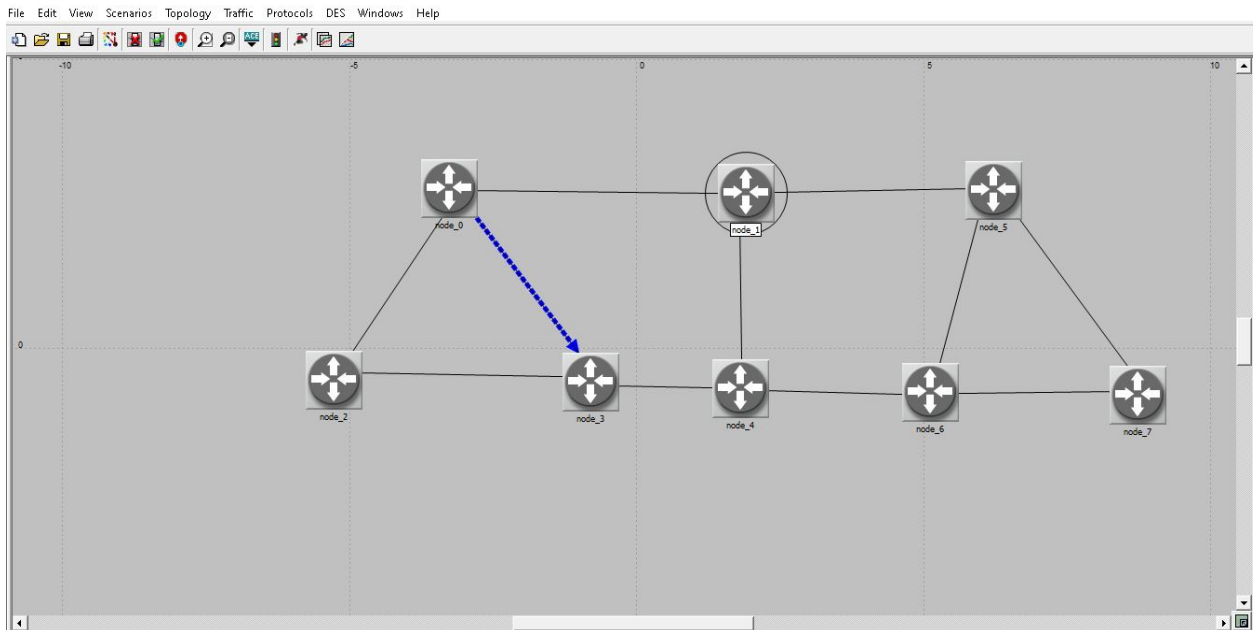 File Edit View Scenarios Topology Traffic Protocols DES Windows Help
ACE
-10 -5 0 5 10
node_0
node_1
node_5
0
node_2
node_3
node_4
node_6
node_7